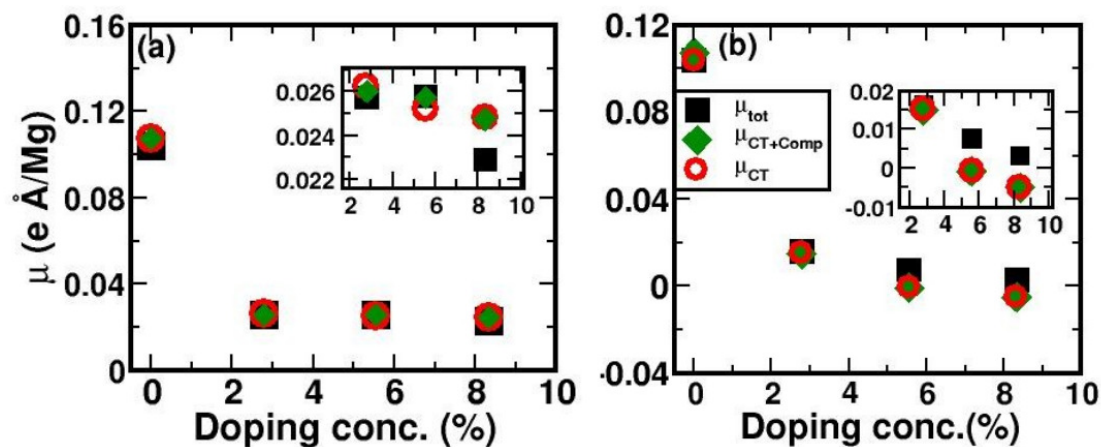 (a)
0.16
0.12
0.08
0.04
0
0 2 4 6 8 10
μ (e Å/Mg)
Doping conc. (%)
0.026
0.024
0.022
2 4 6 8 10
(b)
0.12
0.08
0.04
0
-0.04
0 2 4 6 8 10
Doping conc.(%)
μtot
μCT+Comp
μCT
0.02
0.01
0
-0.01
2 4 6 8 10